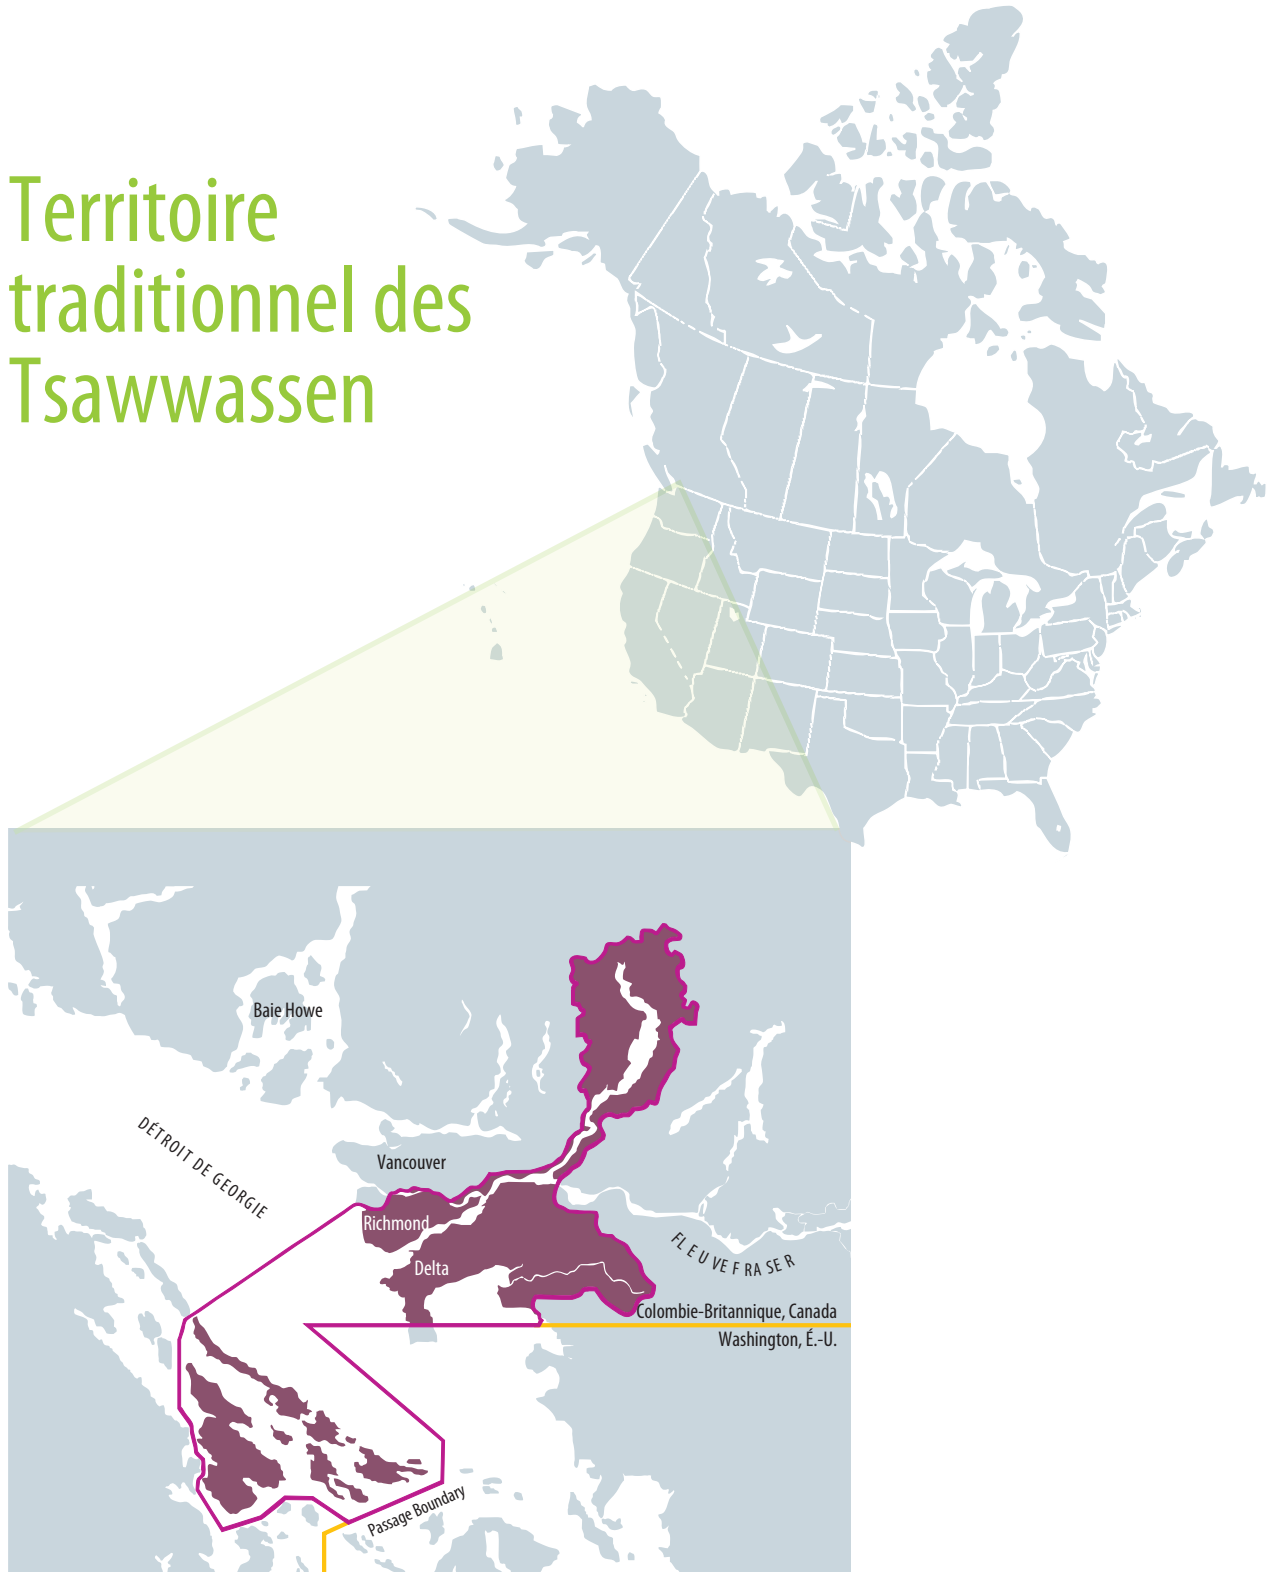 Territoire
traditionnel des
Tsawwassen
Baie Howe
DÉTROIT DE GEORGIE
Vancouver
Richmond
Delta
FLEUVE FRASER
Colombie-Britannique, Canada
Washington, É.-U.
Passage Boundary